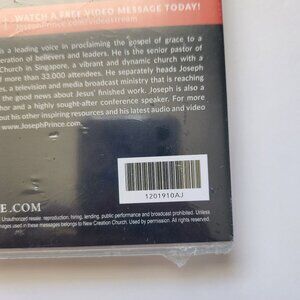 WATCH A FREE VIDEO MESSAGE TODAY!
JosephPrince.com/videostream
is a leading voice in proclaiming the gospel of grace to a
eration of believers and leaders. He is the senior pastor of
Church in Singapore, a vibrant and dynamic church with a
f more than 33,000 attendees. He separately heads Joseph
es, a television and media broadcast ministry that is reaching
the good news about Jesus' finished work. Joseph is also a
hor and a highly sought-after conference speaker. For more
out his other inspiring resources and his latest audio and video
www.JosephPrince.com.
1201910AJ
E.COM
Unauthorized resale, reproduction, hiring, lending, public performance and broadcast prohibited. Unless
mages used in these messages belongs to New Creation Church. Used by permission. All rights reserved.